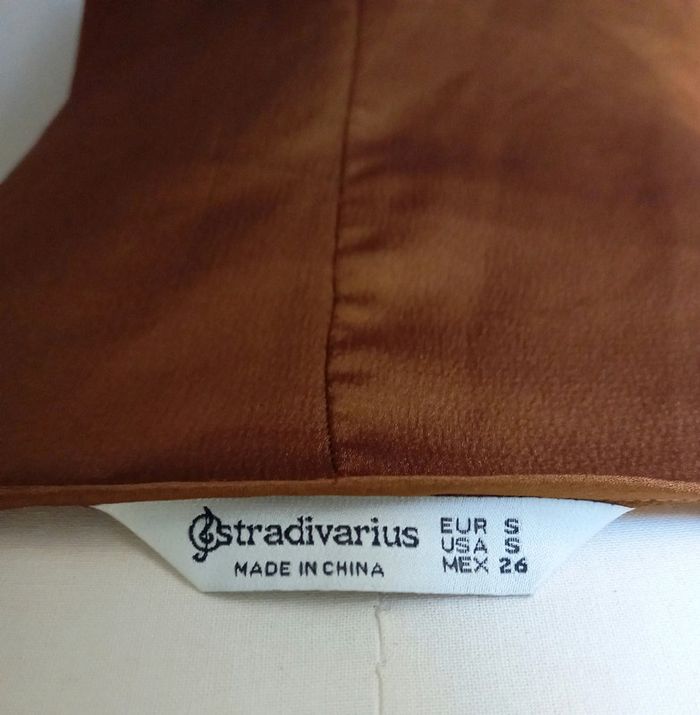 stradivarius
MADE IN CHINA
EUR S
USA S
MEX 26